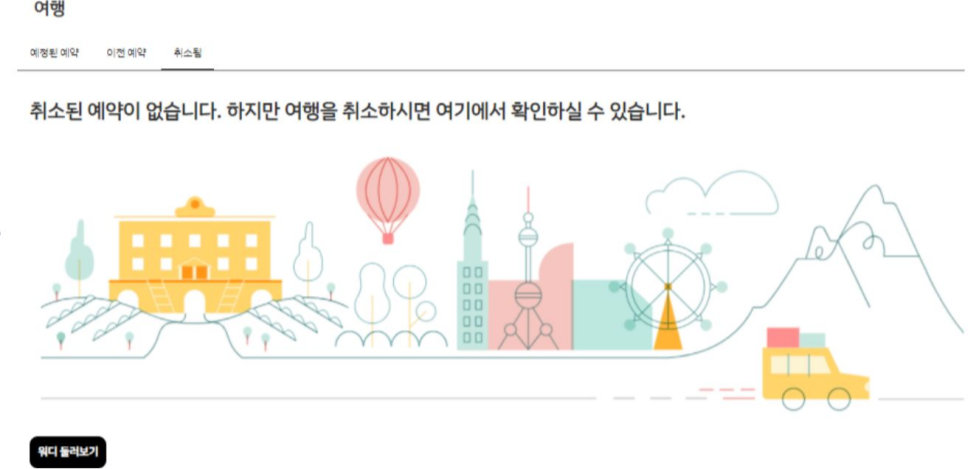 여행
예정된 예약
이전 예약
취소됨
취소된 예약이 없습니다. 하지만 여행을 취소하시면 여기에서 확인하실 수 있습니다.
워디 둘러보기